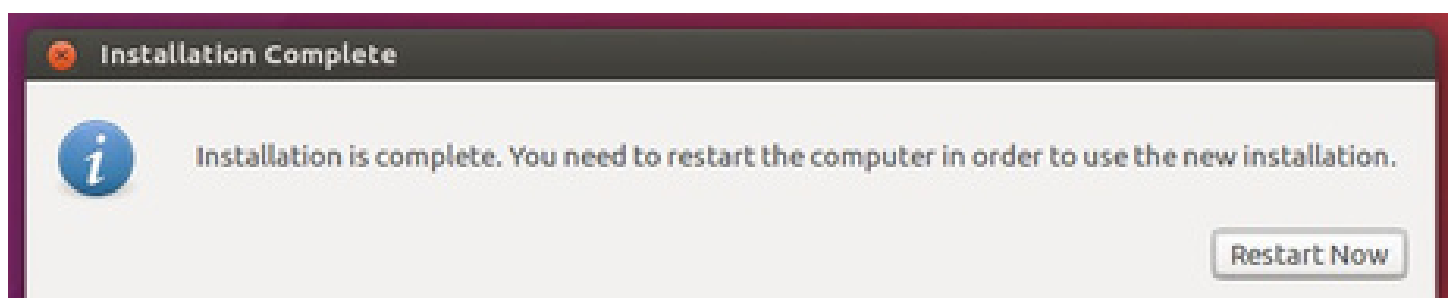 Installation Complete
Installation is complete. You need to restart the computer in order to use the new installation.
Restart Now